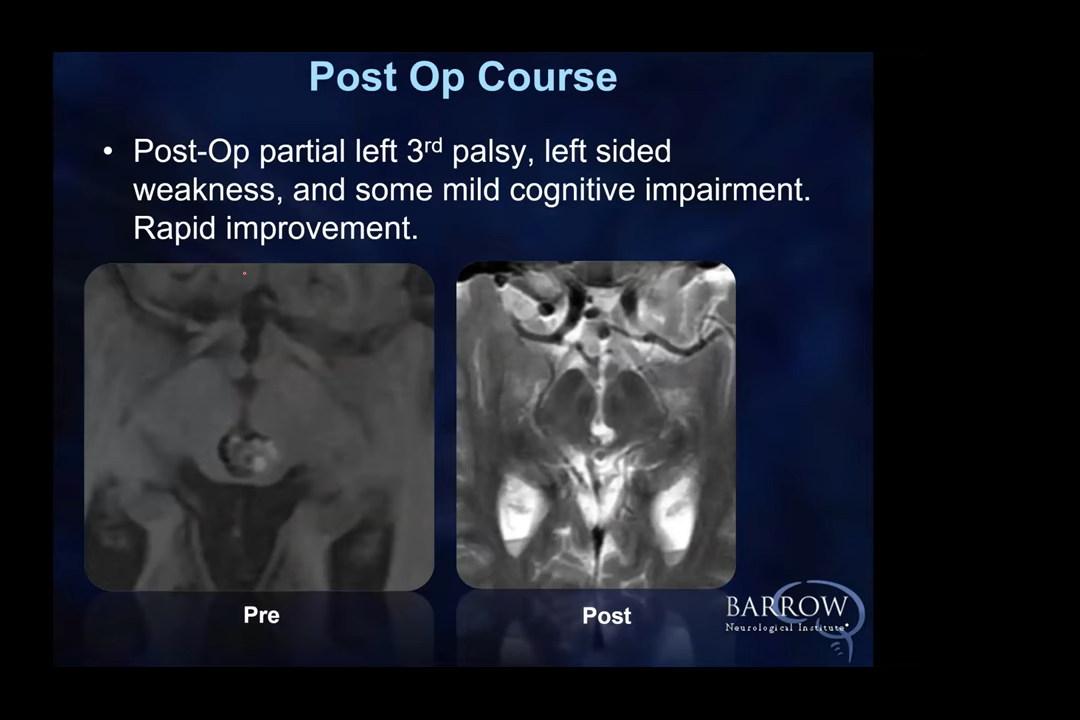 Post Op Course
• Post-Op partial left 3rd palsy, left sided
weakness, and some mild cognitive impairment.
Rapid improvement.
Pre
Post
BARROW
Neurological Institute®